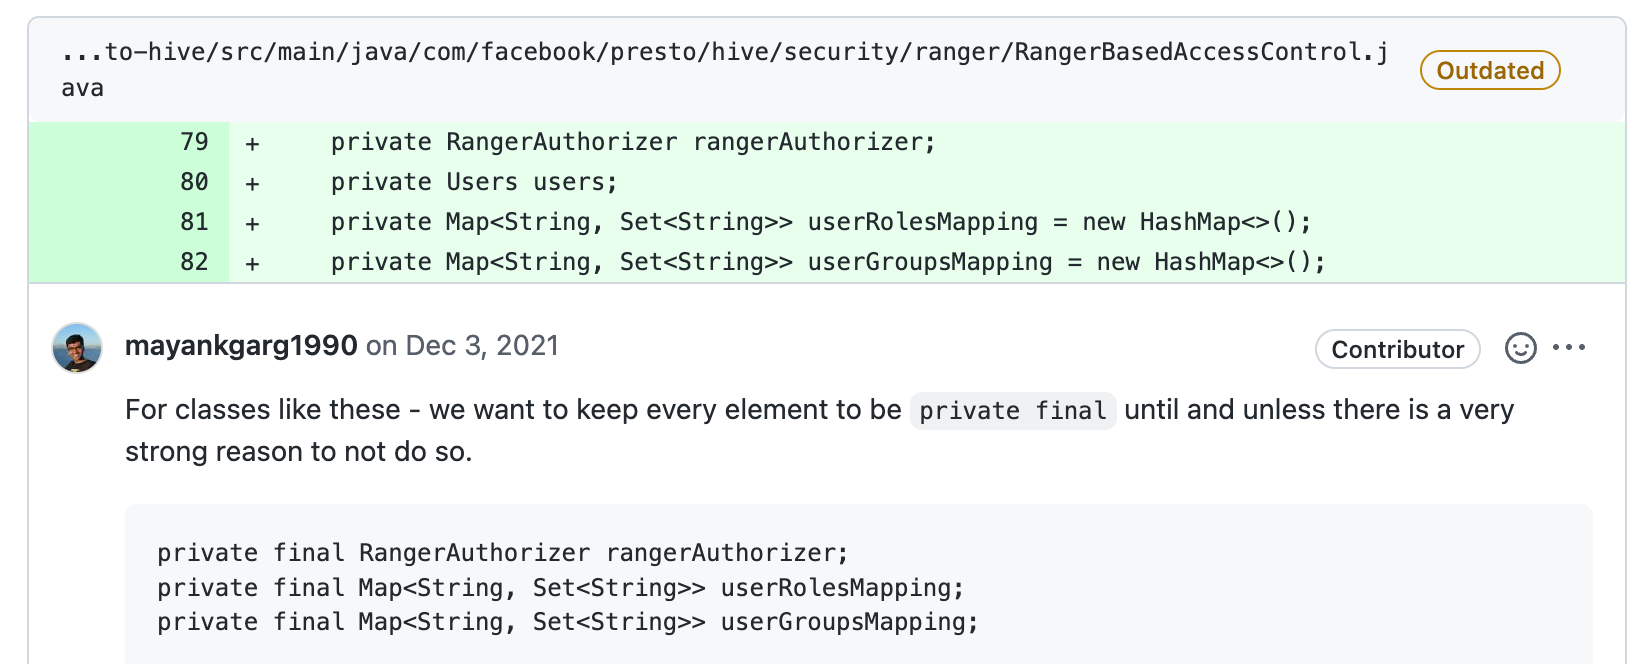 ...to-hive/src/main/java/com/facebook/presto/hive/security/ranger/RangerBasedAccessControl.j
ava
Outdated
79 + private RangerAuthorizer rangerAuthorizer;
80 + private Users users;
81 + private Map<String, Set<String>> userRolesMapping = new HashMap<>();
82 + private Map<String, Set<String>> userGroupsMapping = new HashMap<>();
mayankgarg1990 on Dec 3, 2021
Contributor
For classes like these - we want to keep every element to be private final until and unless there is a very
strong reason to not do so.
private final RangerAuthorizer rangerAuthorizer;
private final Map<String, Set<String>> userRolesMapping;
private final Map<String, Set<String>> userGroupsMapping;